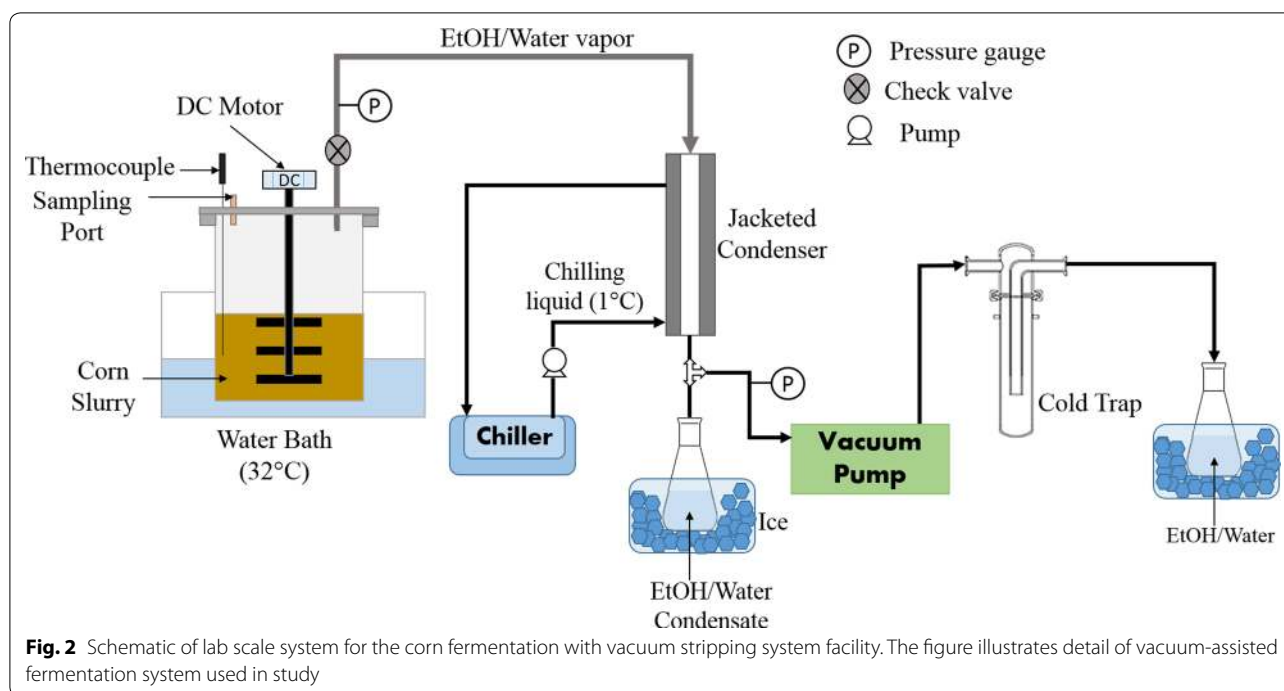 EtOH/Water vapor
P
Pressure gauge
Check valve
Pump
DC Motor
P
Thermocouple
DC
Sampling
Port
Jacketed
Condenser
Chilling
liquid (1°C)
Corn
Slurry
P
Cold Trap
Water Bath
(32°C)
Chiller
Vacuum
Pump
Ice
EtOH/Water
EtOH/Water
Condensate
Fig. 2 Schematic of lab scale system for the corn fermentation with vacuum stripping system facility. The figure illustrates detail of vacuum-assisted
fermentation system used in study